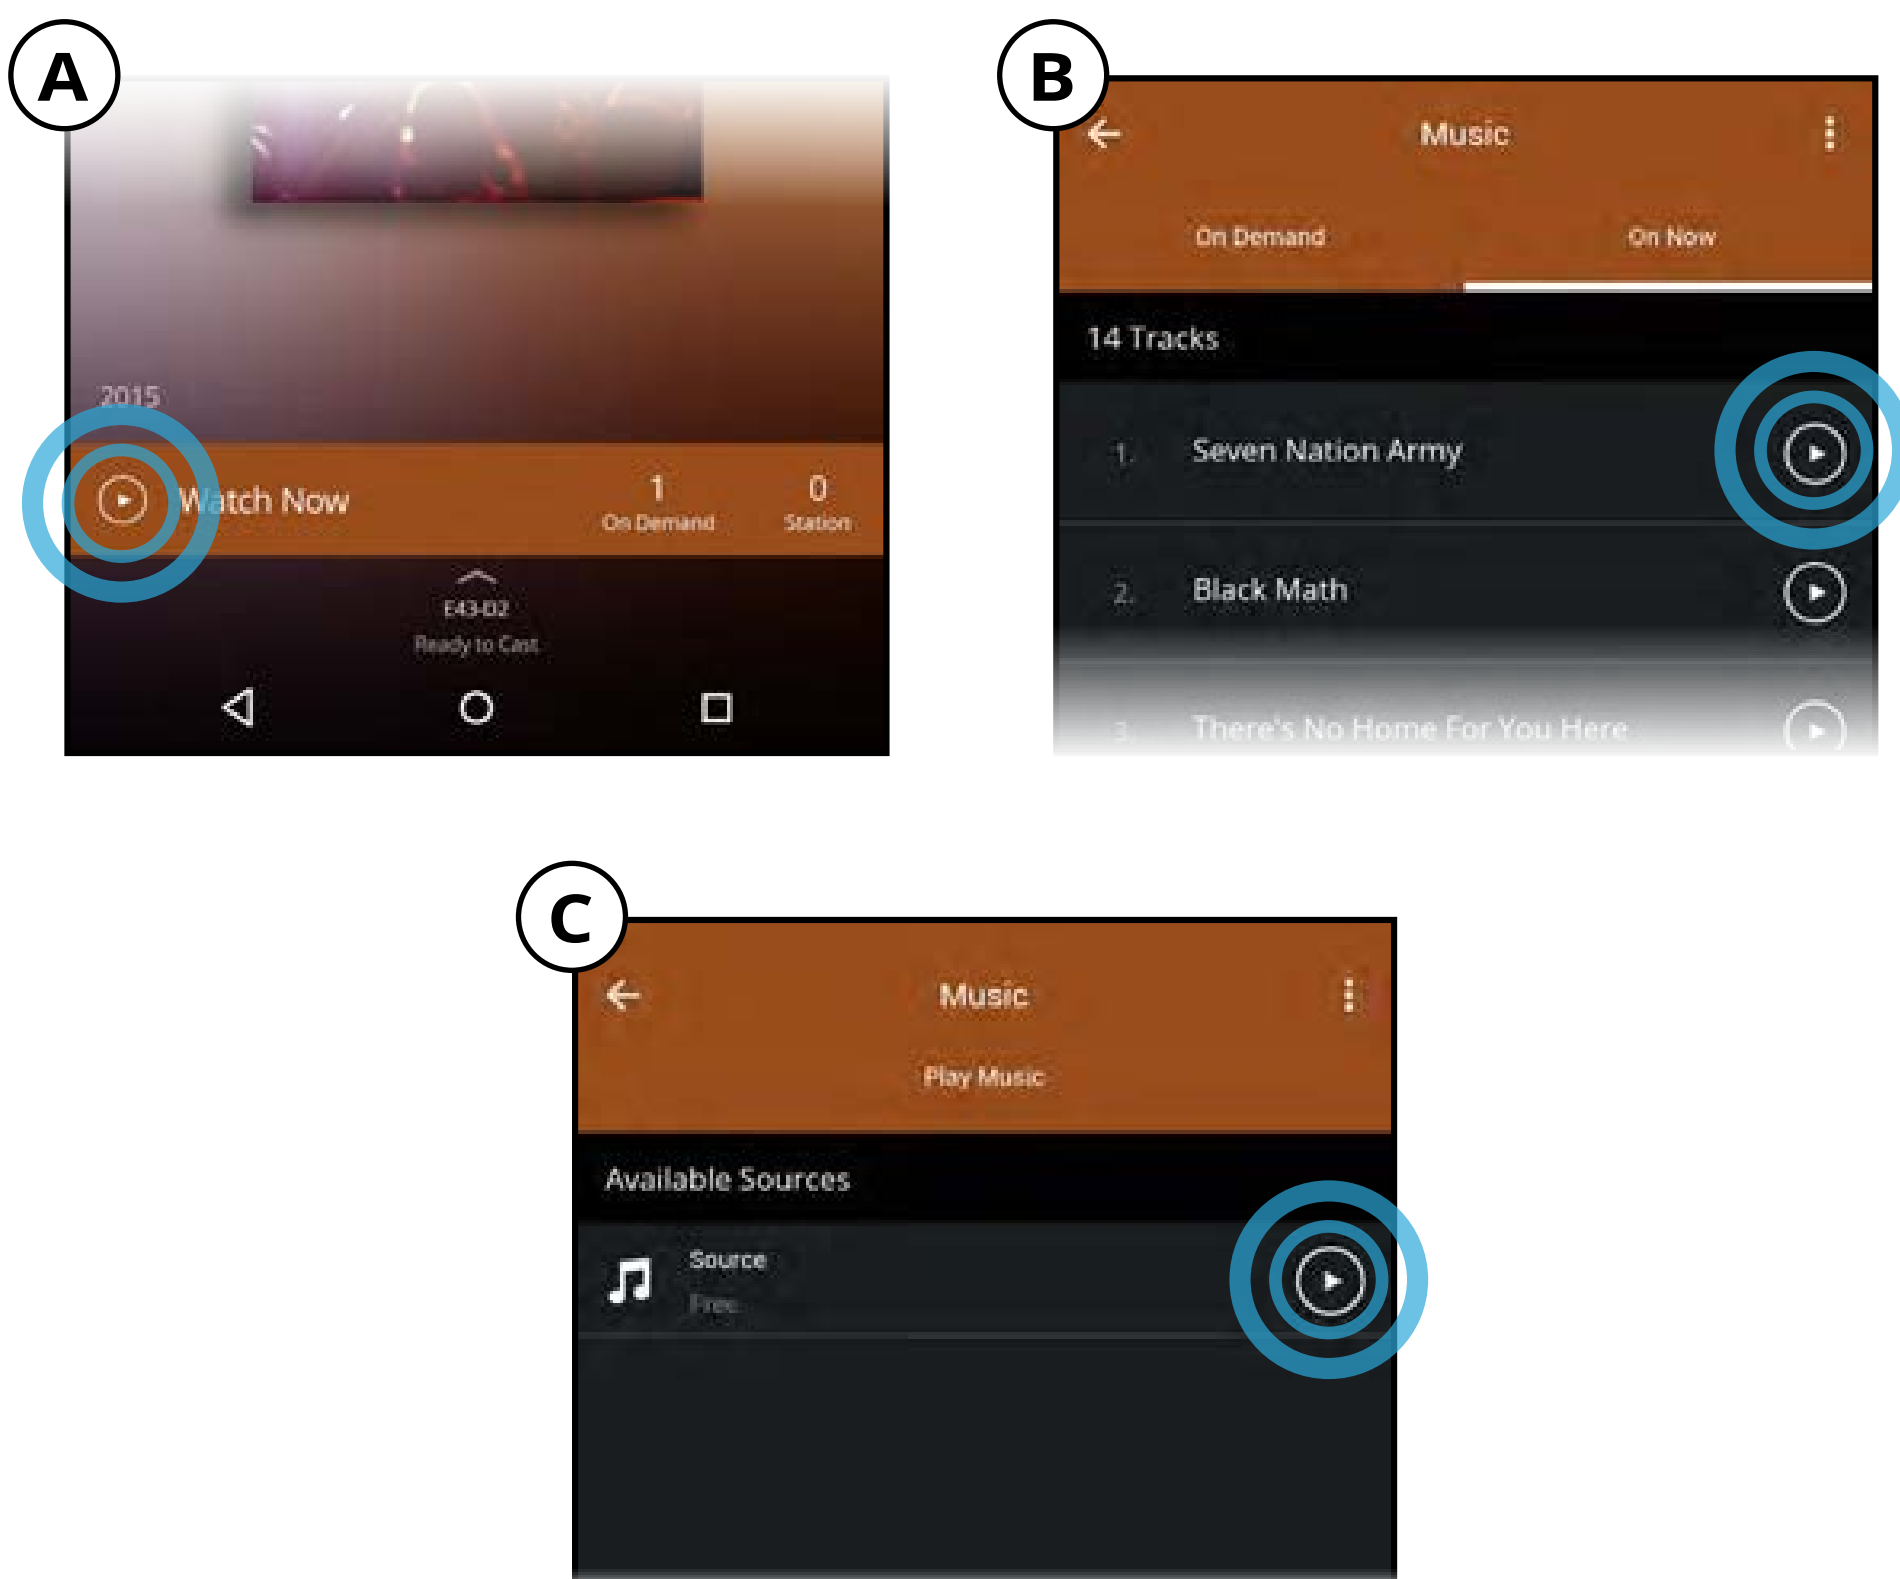 A
2015
Watch Now
1
On Demand
0
Station
E43-D2
Ready to Cast
B
Music
On Demand
On Now
14 Tracks
1. Seven Nation Army
2. Black Math
3. There's No Home For You Here
C
Music
Play Music
Available Sources
Source
Free